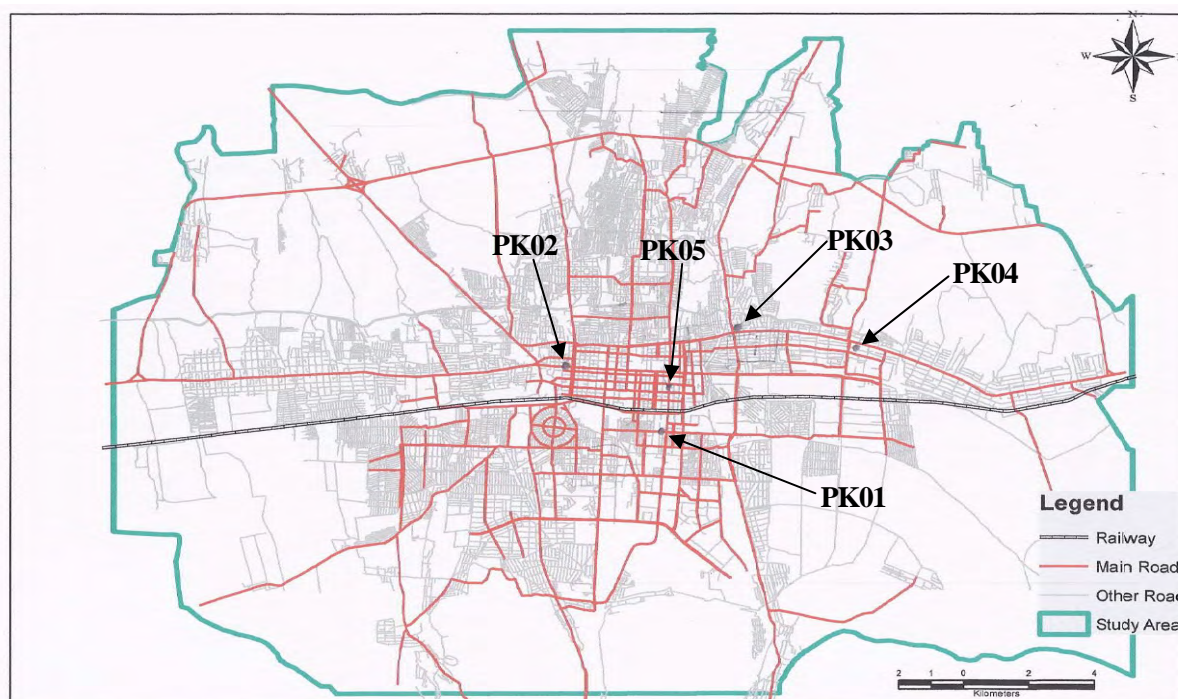 N
W
S
PK02
PK05
PK03
PK04
PK01
Legend
Railway
Main Road
Other Road
Study Area
2 1 0 2 4
Kilometers